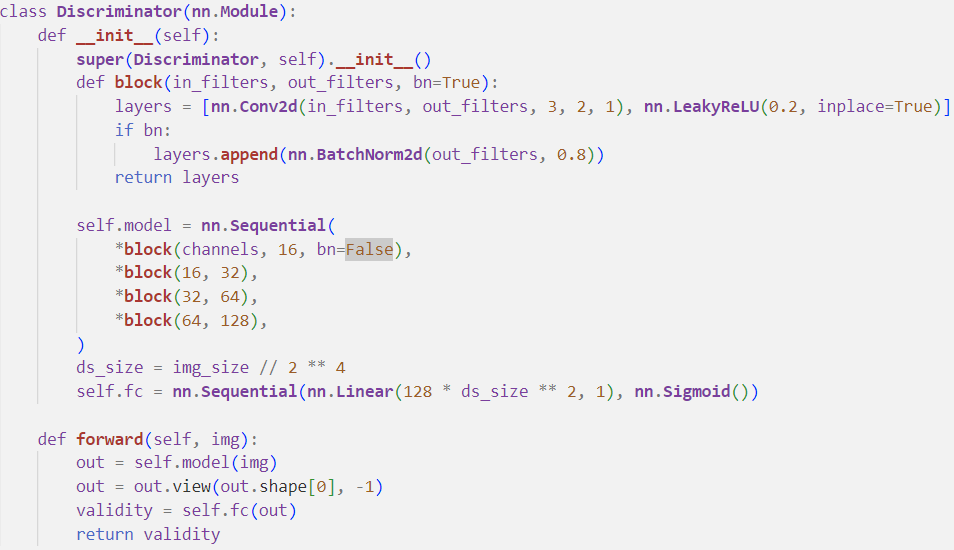 class Discriminator(nn.Module):
    def __init__(self):
        super(Discriminator, self).__init__()
        def block(in_filters, out_filters, bn=True):
            layers = [nn.Conv2d(in_filters, out_filters, 3, 2, 1), nn.LeakyReLU(0.2, inplace=True)]
            if bn:
                layers.append(nn.BatchNorm2d(out_filters, 0.8))
            return layers

        self.model = nn.Sequential(
            *block(channels, 16, bn=False),
            *block(16, 32),
            *block(32, 64),
            *block(64, 128),
        )
        ds_size = img_size // 2 ** 4
        self.fc = nn.Sequential(nn.Linear(128 * ds_size ** 2, 1), nn.Sigmoid())

    def forward(self, img):
        out = self.model(img)
        out = out.view(out.shape[0], -1)
        validity = self.fc(out)
        return validity